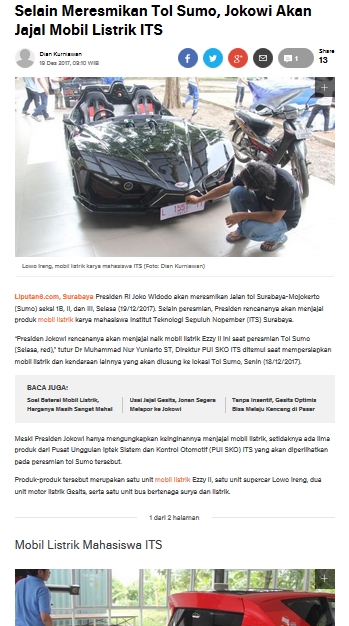 Selain Meresmikan Tol Sumo, Jokowi Akan
Jajal Mobil Listrik ITS
Dian Kurniawan
19 Des 2017, 09:10 WIB
1
Share
13
Lowo Ireng, mobil listrik karya mahasiswa ITS (Foto: Dian Kurniawan)
Liputan6.com, Surabaya Presiden RI Joko Widodo akan meresmikan Jalan tol Surabaya-Mojokerto
(Sumo) seksi 1B, II, dan III, Selasa (19/12/2017). Selain peresmian, Presiden rencananya akan menjajal
produk mobil listrik karya mahasiswa Institut Teknologi Sepuluh Nopember (ITS) Surabaya.
"Presiden Jokowi rencananya akan menjajal naik mobil listrik Ezzy II ini saat peresmian Tol Sumo
(Selasa, red)," tutur Dr Muhammad Nur Yuniarto ST, Direktur PUI SKO ITS ditemui saat mempersiapkan
mobil listrik dan kendaraan lainnya yang akan diusung ke lokasi Tol Sumo, Senin (18/12/2017).
BACA JUGA:
Soal Baterai Mobil Listrik,
Harganya Masih Sangat Mahal
Usai Jajal Gesits, Jonan Segera
Melapor ke Jokowi
Tanpa Insentif, Gesits Optimis
Bisa Melaju Kencang di Pasar
Meski Presiden Jokowi hanya mengungkapkan keinginannya menjajal mobil listrik, setidaknya ada lima
produk dari Pusat Unggulan Iptek Sistem dan Kontrol Otomotif (PUI SKO) ITS yang akan diperlihatkan
pada peresmian tol Sumo tersebut.
Produk-produk tersebut merupakan satu unit mobil listrik Ezzy II, satu unit supercar Lowo Ireng, dua
unit motor listrik Gesits, serta satu unit bus bertenaga surya dan listrik.
1 dari 2 halaman
Mobil Listrik Mahasiswa ITS